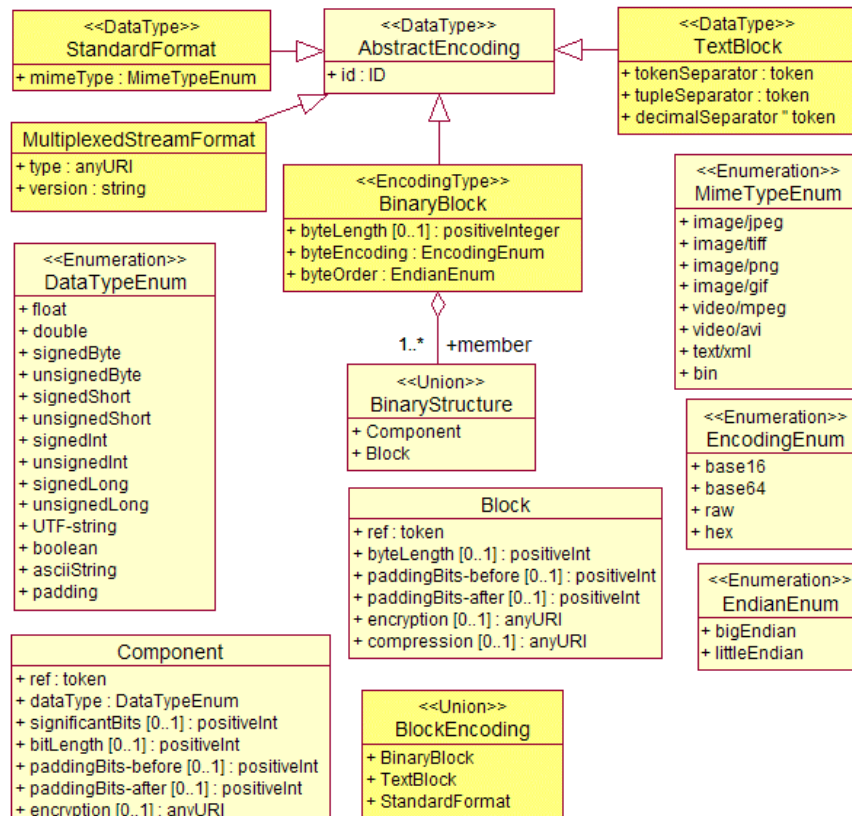 <<DataType>>
StandardFormat
+ mimeType : MimeTypeEnum
<<DataType>>
AbstractEncoding
+ id : ID
<<DataType>>
TextBlock
+ tokenSeparator : token
+ tupleSeparator : token
+ decimalSeparator " token
MultiplexedStreamFormat
+ type : anyURI
+ version : string
<<EncodingType>>
BinaryBlock
+ byteLength [0..1] : positiveInteger
+ byteEncoding : EncodingEnum
+ byteOrder : EndianEnum
<<Enumeration>>
MimeTypeEnum
+ image/jpeg
+ image/tiff
+ image/png
+ image/gif
+ video/mpeg
+ video/avi
+ text/xml
+ bin
<<Enumeration>>
DataTypeEnum
+ float
+ double
+ signedByte
+ unsignedByte
+ signedShort
+ unsignedShort
+ signedInt
+ unsignedInt
+ signedLong
+ unsignedLong
+ UTF-string
+ boolean
+ asciiString
+ padding
1..* +member
<<Union>>
BinaryStructure
+ Component
+ Block
<<Enumeration>>
EncodingEnum
+ base16
+ base64
+ raw
+ hex
Block
+ ref : token
+ byteLength [0..1] : positiveInt
+ paddingBits-before [0..1] : positiveInt
+ paddingBits-after [0..1] : positiveInt
+ encryption [0..1] : anyURI
+ compression [0..1] : anyURI
<<Enumeration>>
EndianEnum
+ bigEndian
+ littleEndian
Component
+ ref : token
+ dataType : DataTypeEnum
+ significantBits [0..1] : positiveInt
+ bitLength [0..1] : positiveInt
+ paddingBits-before [0..1] : positiveInt
+ paddingBits-after [0..1] : positiveInt
+ encryption [0..1] : anyURI
<<Union>>
BlockEncoding
+ BinaryBlock
+ TextBlock
+ StandardFormat